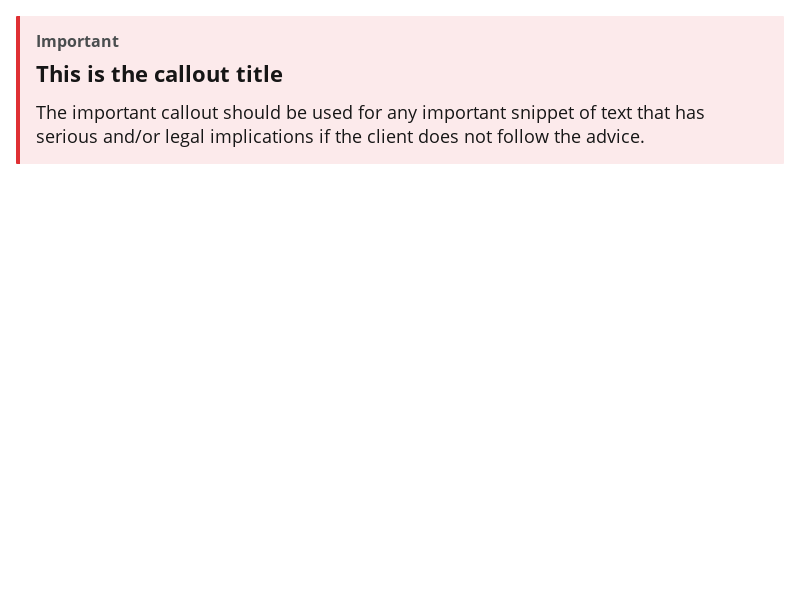 Important
This is the callout title
The important callout should be used for any important snippet of text that has
serious and/or legal implications if the client does not follow the advice.